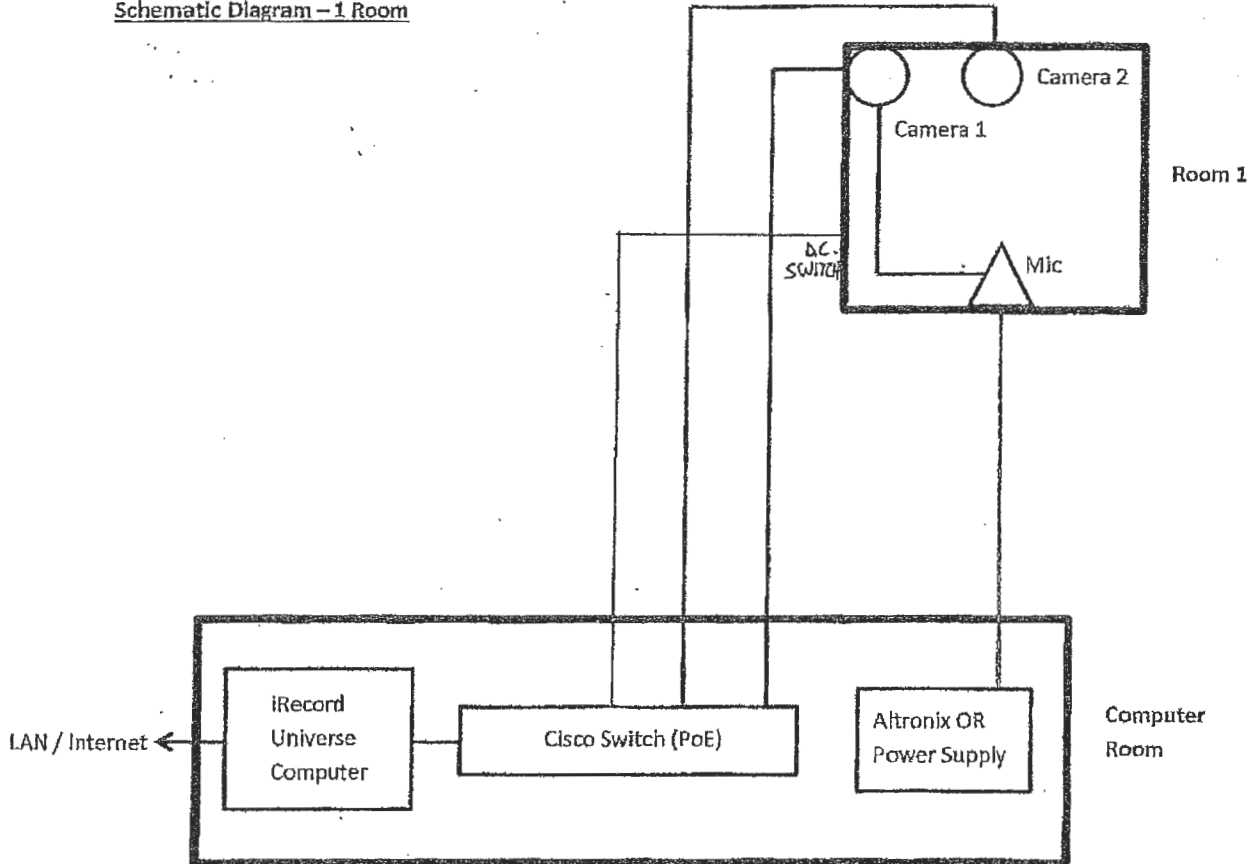 Schematic Diagram – 1 Room
Camera 2
Camera 1
Room 1
D.C.
SWITCH
Mic
iRecord
Universe
Computer
LAN / Internet
Cisco Switch (PoE)
Altronix OR
Power Supply
Computer
Room